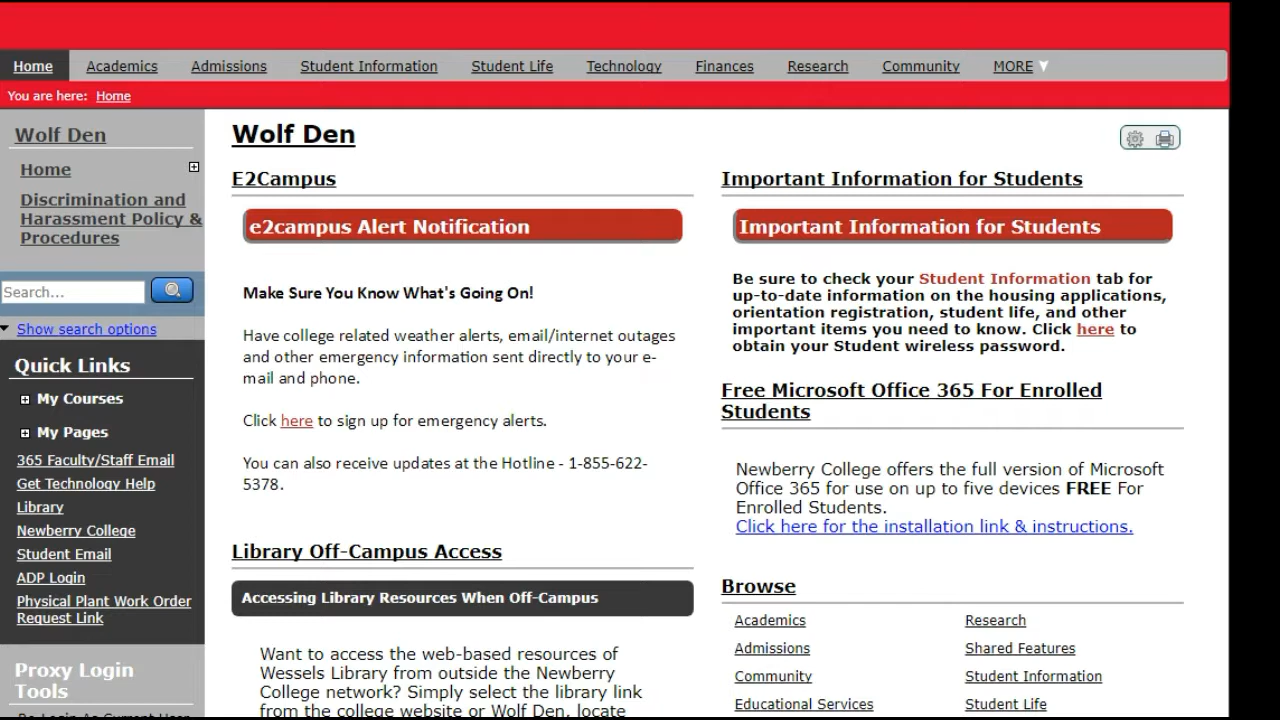 Home Academics Admissions Student Information Student Life Technology Finances Research Community MORE
You are here: Home
Wolf Den
Home
Discrimination and
Harassment Policy &
Procedures
Search...
Show search options
Quick Links
My Courses
My Pages
365 Faculty/Staff Email
Get Technology Help
Library
Newberry College
Student Email
ADP Login
Physical Plant Work Order
Request Link
Proxy Login
Tools
Re-Login As Current User
Wolf Den
E2Campus
e2campus Alert Notification
Make Sure You Know What's Going On!
Have college related weather alerts, email/internet outages
and other emergency information sent directly to your e-
mail and phone.
Click here to sign up for emergency alerts.
You can also receive updates at the Hotline - 1-855-622-
5378.
Library Off-Campus Access
Accessing Library Resources When Off-Campus
Want to access the web-based resources of
Wessels Library from outside the Newberry
College network? Simply select the library link
from the college website or Wolf Den, locate
Important Information for Students
Important Information for Students
Be sure to check your Student Information tab for
up-to-date information on the housing applications,
orientation registration, student life, and other
important items you need to know. Click here to
obtain your Student wireless password.
Free Microsoft Office 365 For Enrolled
Students
Newberry College offers the full version of Microsoft
Office 365 for use on up to five devices FREE For
Enrolled Students.
Click here for the installation link & instructions.
Browse
Academics
Admissions
Community
Educational Services
Research
Shared Features
Student Information
Student Life